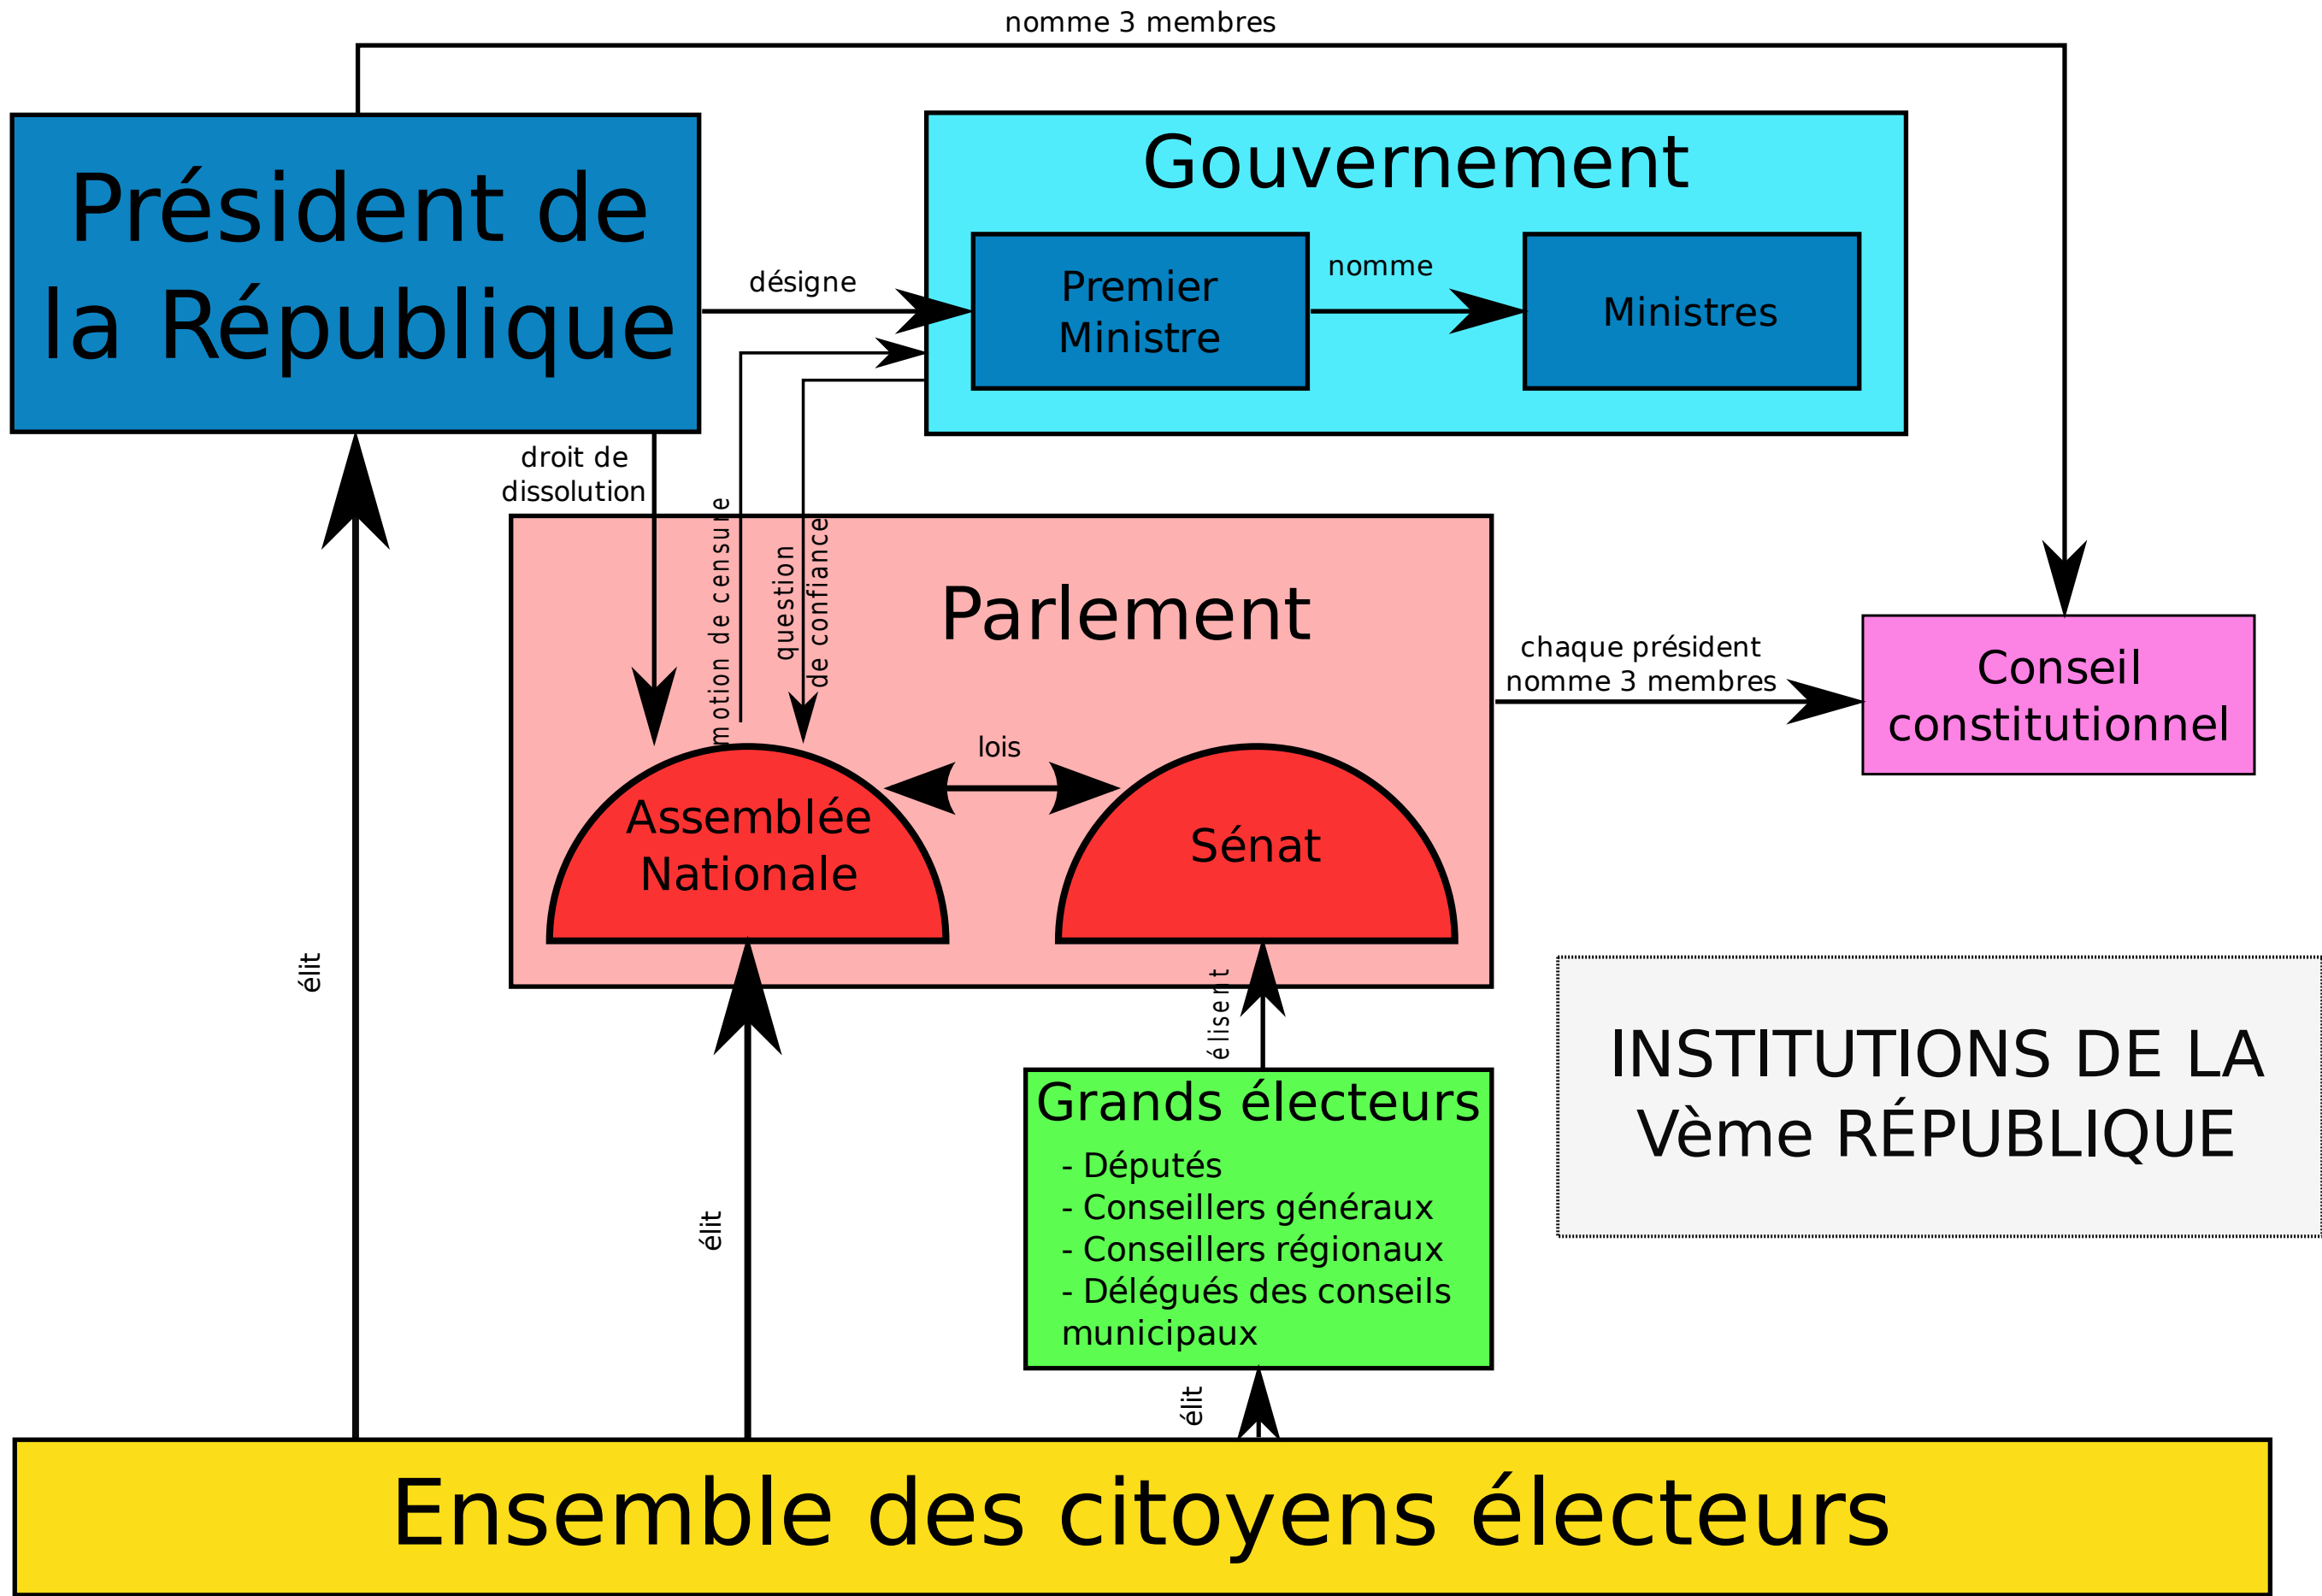 nomme 3 membres
Président de
la République
Gouvernement
désigne
Premier
Ministre
nomme
Ministres
droit de
dissolution
motion de censure
question
de confiance
Parlement
chaque président
nomme 3 membres
Conseil
constitutionnel
lois
Assemblée
Nationale
Sénat
élit
élisent
INSTITUTIONS DE LA
Vème RÉPUBLIQUE
Grands électeurs
- Députés
- Conseillers généraux
- Conseillers régionaux
- Délégués des conseils
municipaux
élit
élit
Ensemble des citoyens électeurs